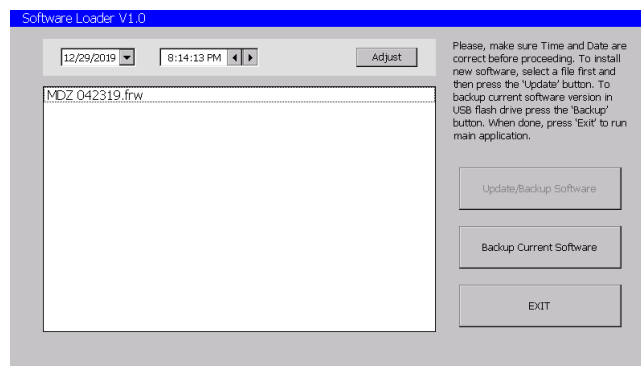 Software Loader V1.0
12/29/2019
8:14:13 PM
Adjust
MDZ 042319.frw
Please, make sure Time and Date are
correct before proceeding. To install
new software, select a file first and
then press the 'Update' button. To
backup current software version in
USB flash drive press the 'Backup'
button. When done, press 'Exit' to run
main application.
Update/Backup Software
Backup Current Software
EXIT